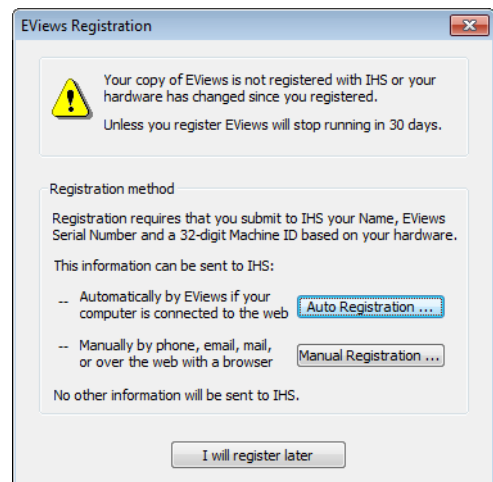 EViews Registration
Your copy of EViews is not registered with IHS or your
hardware has changed since you registered.
Unless you register EViews will stop running in 30 days.
Registration method
Registration requires that you submit to IHS your Name, EViews
Serial Number and a 32-digit Machine ID based on your hardware.
This information can be sent to IHS:
-- Automatically by EViews if your
computer is connected to the web
Auto Registration ...
-- Manually by phone, email, mail,
or over the web with a browser
Manual Registration ...
No other information will be sent to IHS.
I will register later